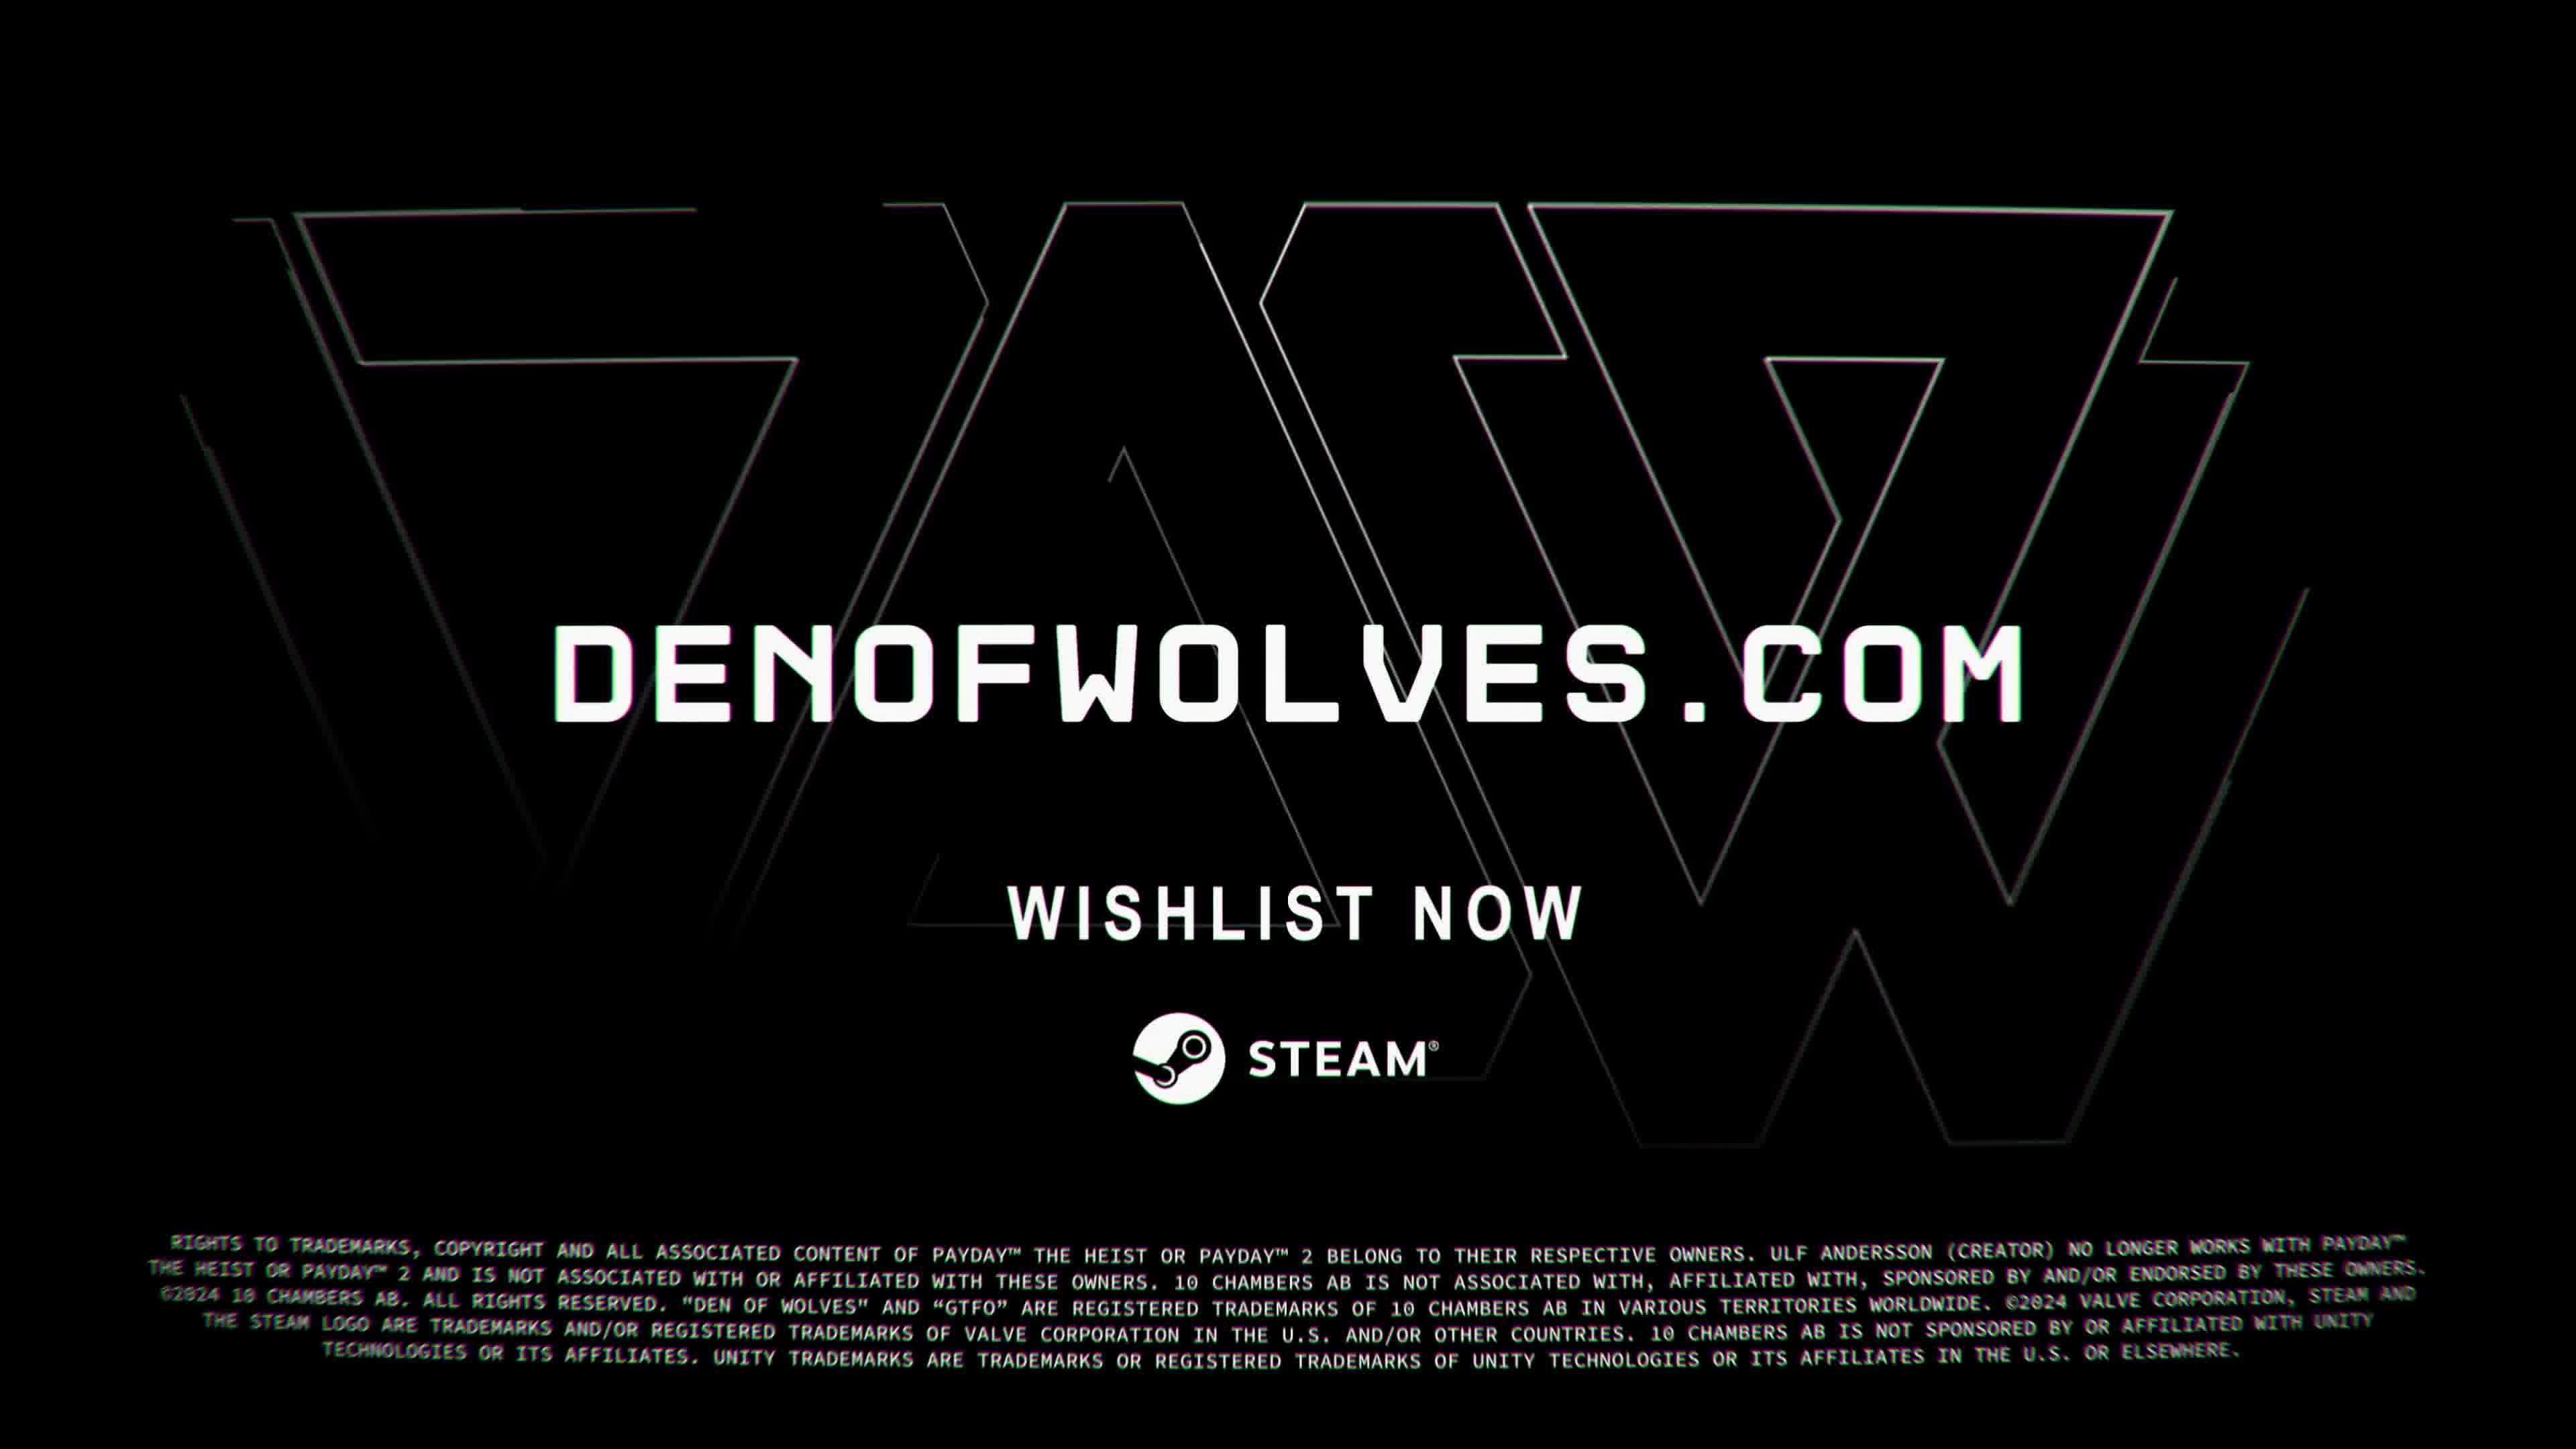 DENOFWOLVES.COM
WISHLIST NOW
STEAM®
RIGHTS TO TRADEMARKS, COPYRIGHT AND ALL ASSOCIATED CONTENT OF PAYDAY™ THE HEIST OR PAYDAY™ 2 BELONG TO THEIR RESPECTIVE OWNERS. ULF ANDERSSON (CREATOR) NO LONGER WORKS WITH PAYDAY™
THE HEIST OR PAYDAY™ 2 AND IS NOT ASSOCIATED WITH OR AFFILIATED WITH THESE OWNERS. 10 CHAMBERS AB IS NOT ASSOCIATED WITH, AFFILIATED WITH, SPONSORED BY AND/OR ENDORSED BY THESE OWNERS.
©2024 10 CHAMBERS AB. ALL RIGHTS RESERVED. “DEN OF WOLVES” AND “GTFO” ARE REGISTERED TRADEMARKS OF 10 CHAMBERS AB IN VARIOUS TERRITORIES WORLDWIDE. ©2024 VALVE CORPORATION, STEAM AND
THE STEAM LOGO ARE TRADEMARKS AND/OR REGISTERED TRADEMARKS OF VALVE CORPORATION IN THE U.S. AND/OR OTHER COUNTRIES. 10 CHAMBERS AB IS NOT SPONSORED BY OR AFFILIATED WITH UNITY
TECHNOLOGIES OR ITS AFFILIATES. UNITY TRADEMARKS ARE TRADEMARKS OR REGISTERED TRADEMARKS OF UNITY TECHNOLOGIES OR ITS AFFILIATES IN THE U.S. OR ELSEWHERE.